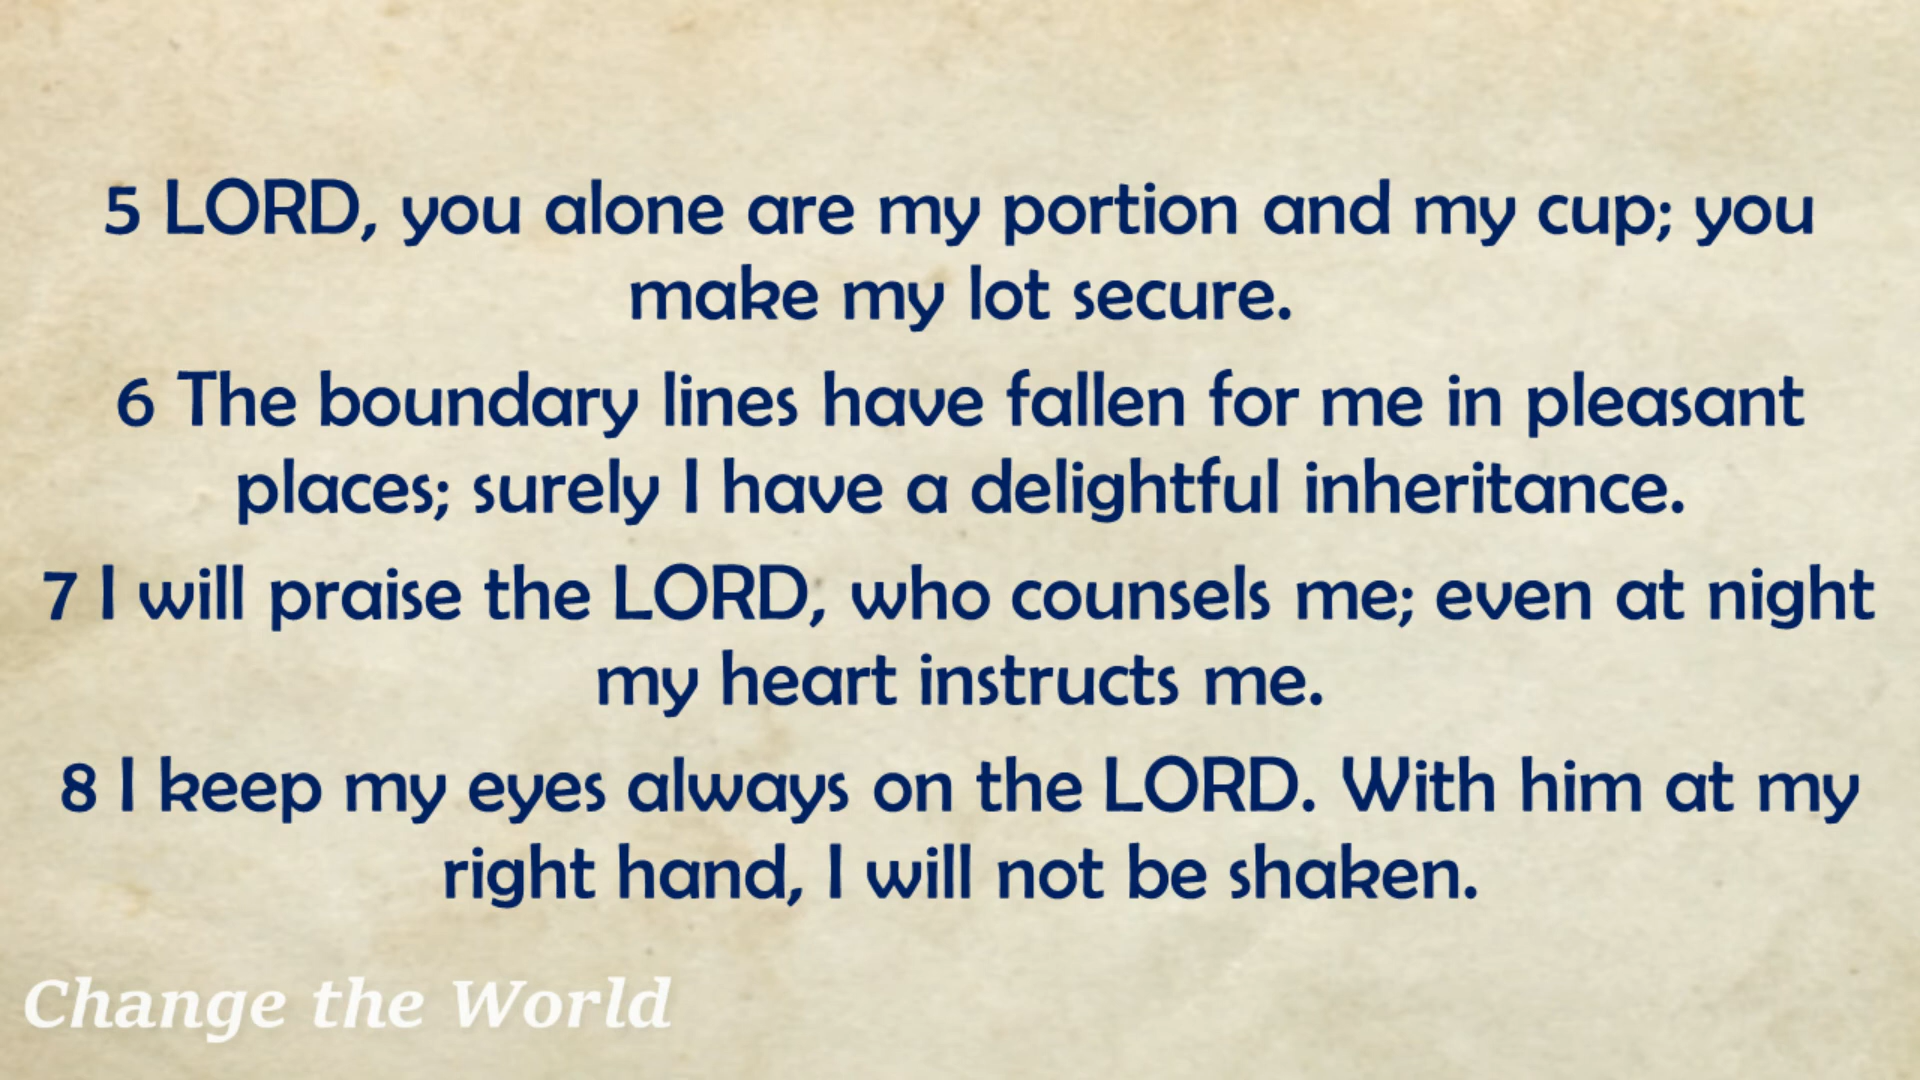 5 LORD, you alone are my portion and my cup; you
make my lot secure.
6 The boundary lines have fallen for me in pleasant
places; surely I have a delightful inheritance.
7 I will praise the LORD, who counsels me; even at night
my heart instructs me.
8 I keep my eyes always on the LORD. With him at my
right hand, I will not be shaken.
Change the World